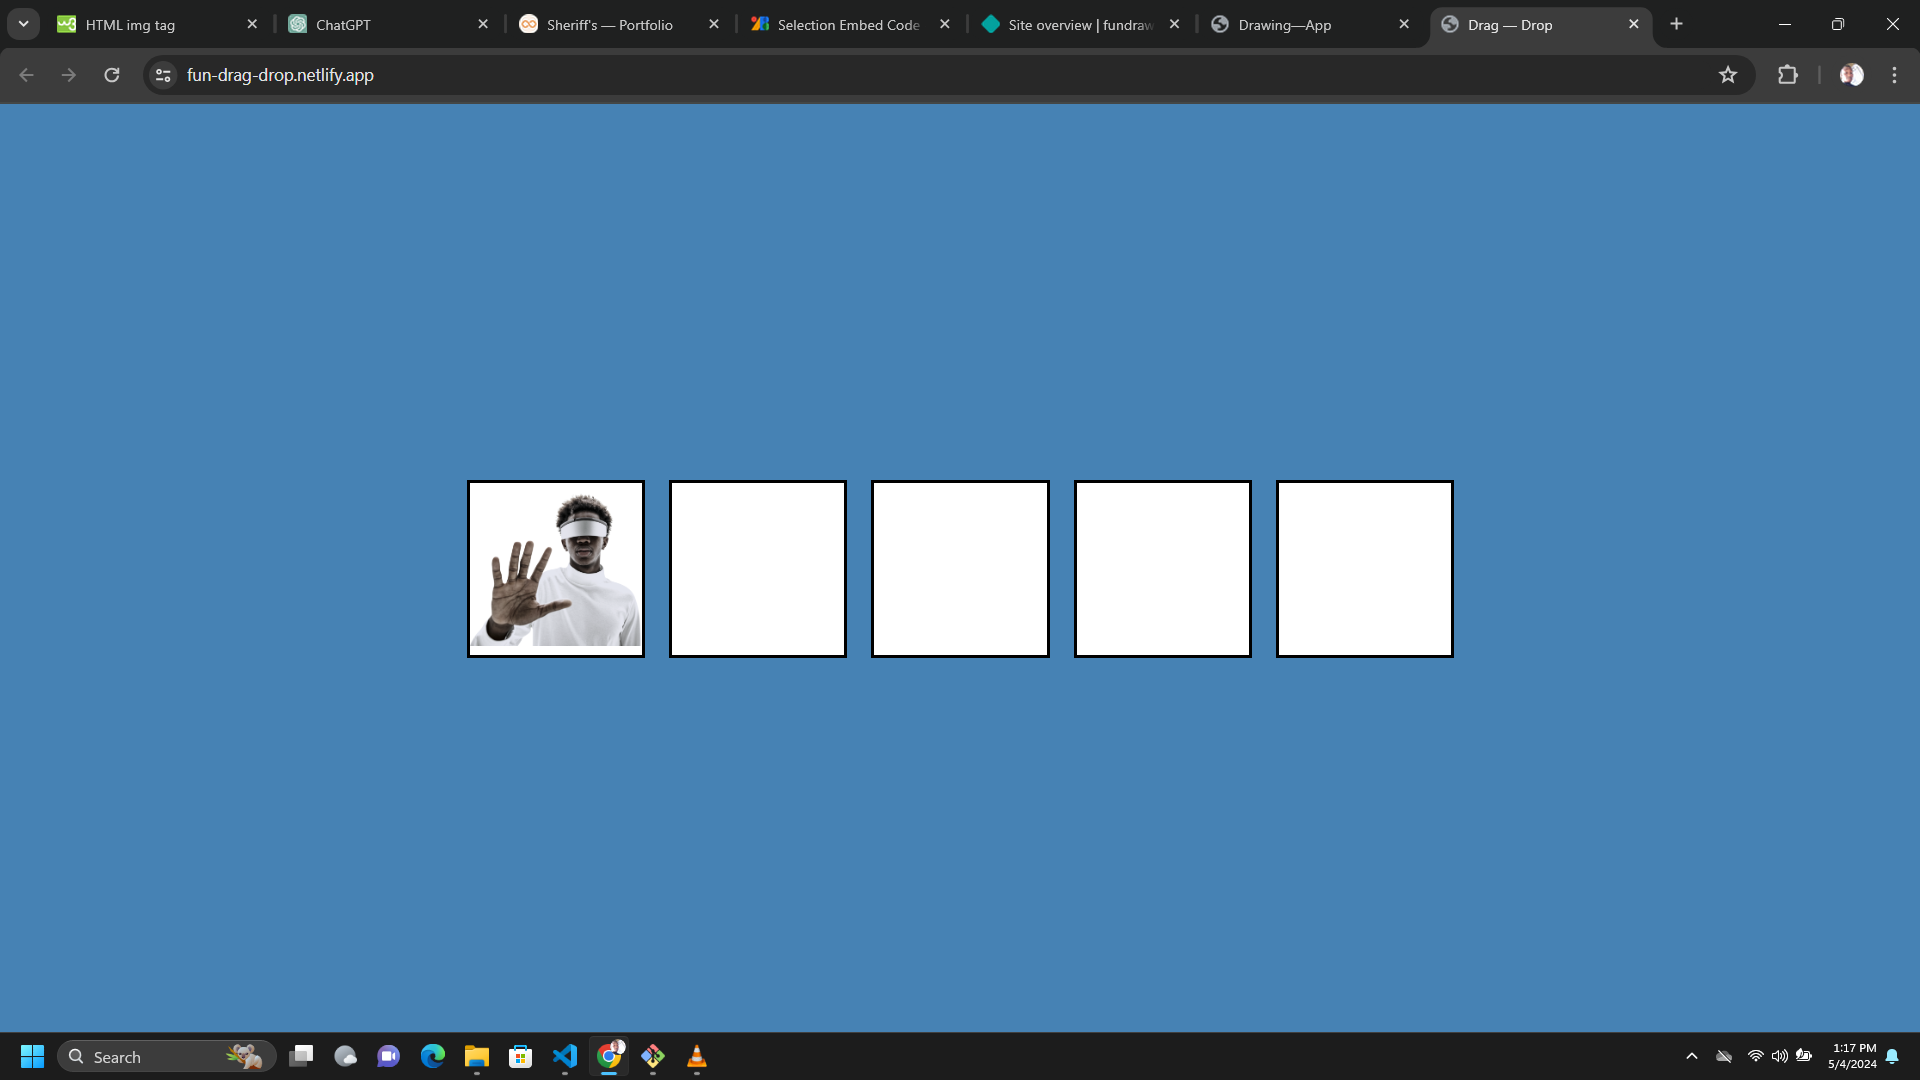 HTML img tag
ChatGPT
Sheriff's — Portfolio
Selection Embed Code
Site overview | fundraw
Drawing—App
Drag — Drop
fun-drag-drop.netlify.app
Search
1:17 PM
5/4/2024